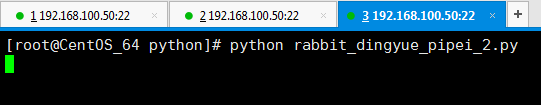 1 192.168.100.50:22 × 2 192.168.100.50:22 × 3 192.168.100.50:22 × +
[root@CentOS_64 python]# python rabbit_dingyue_pipei_2.py